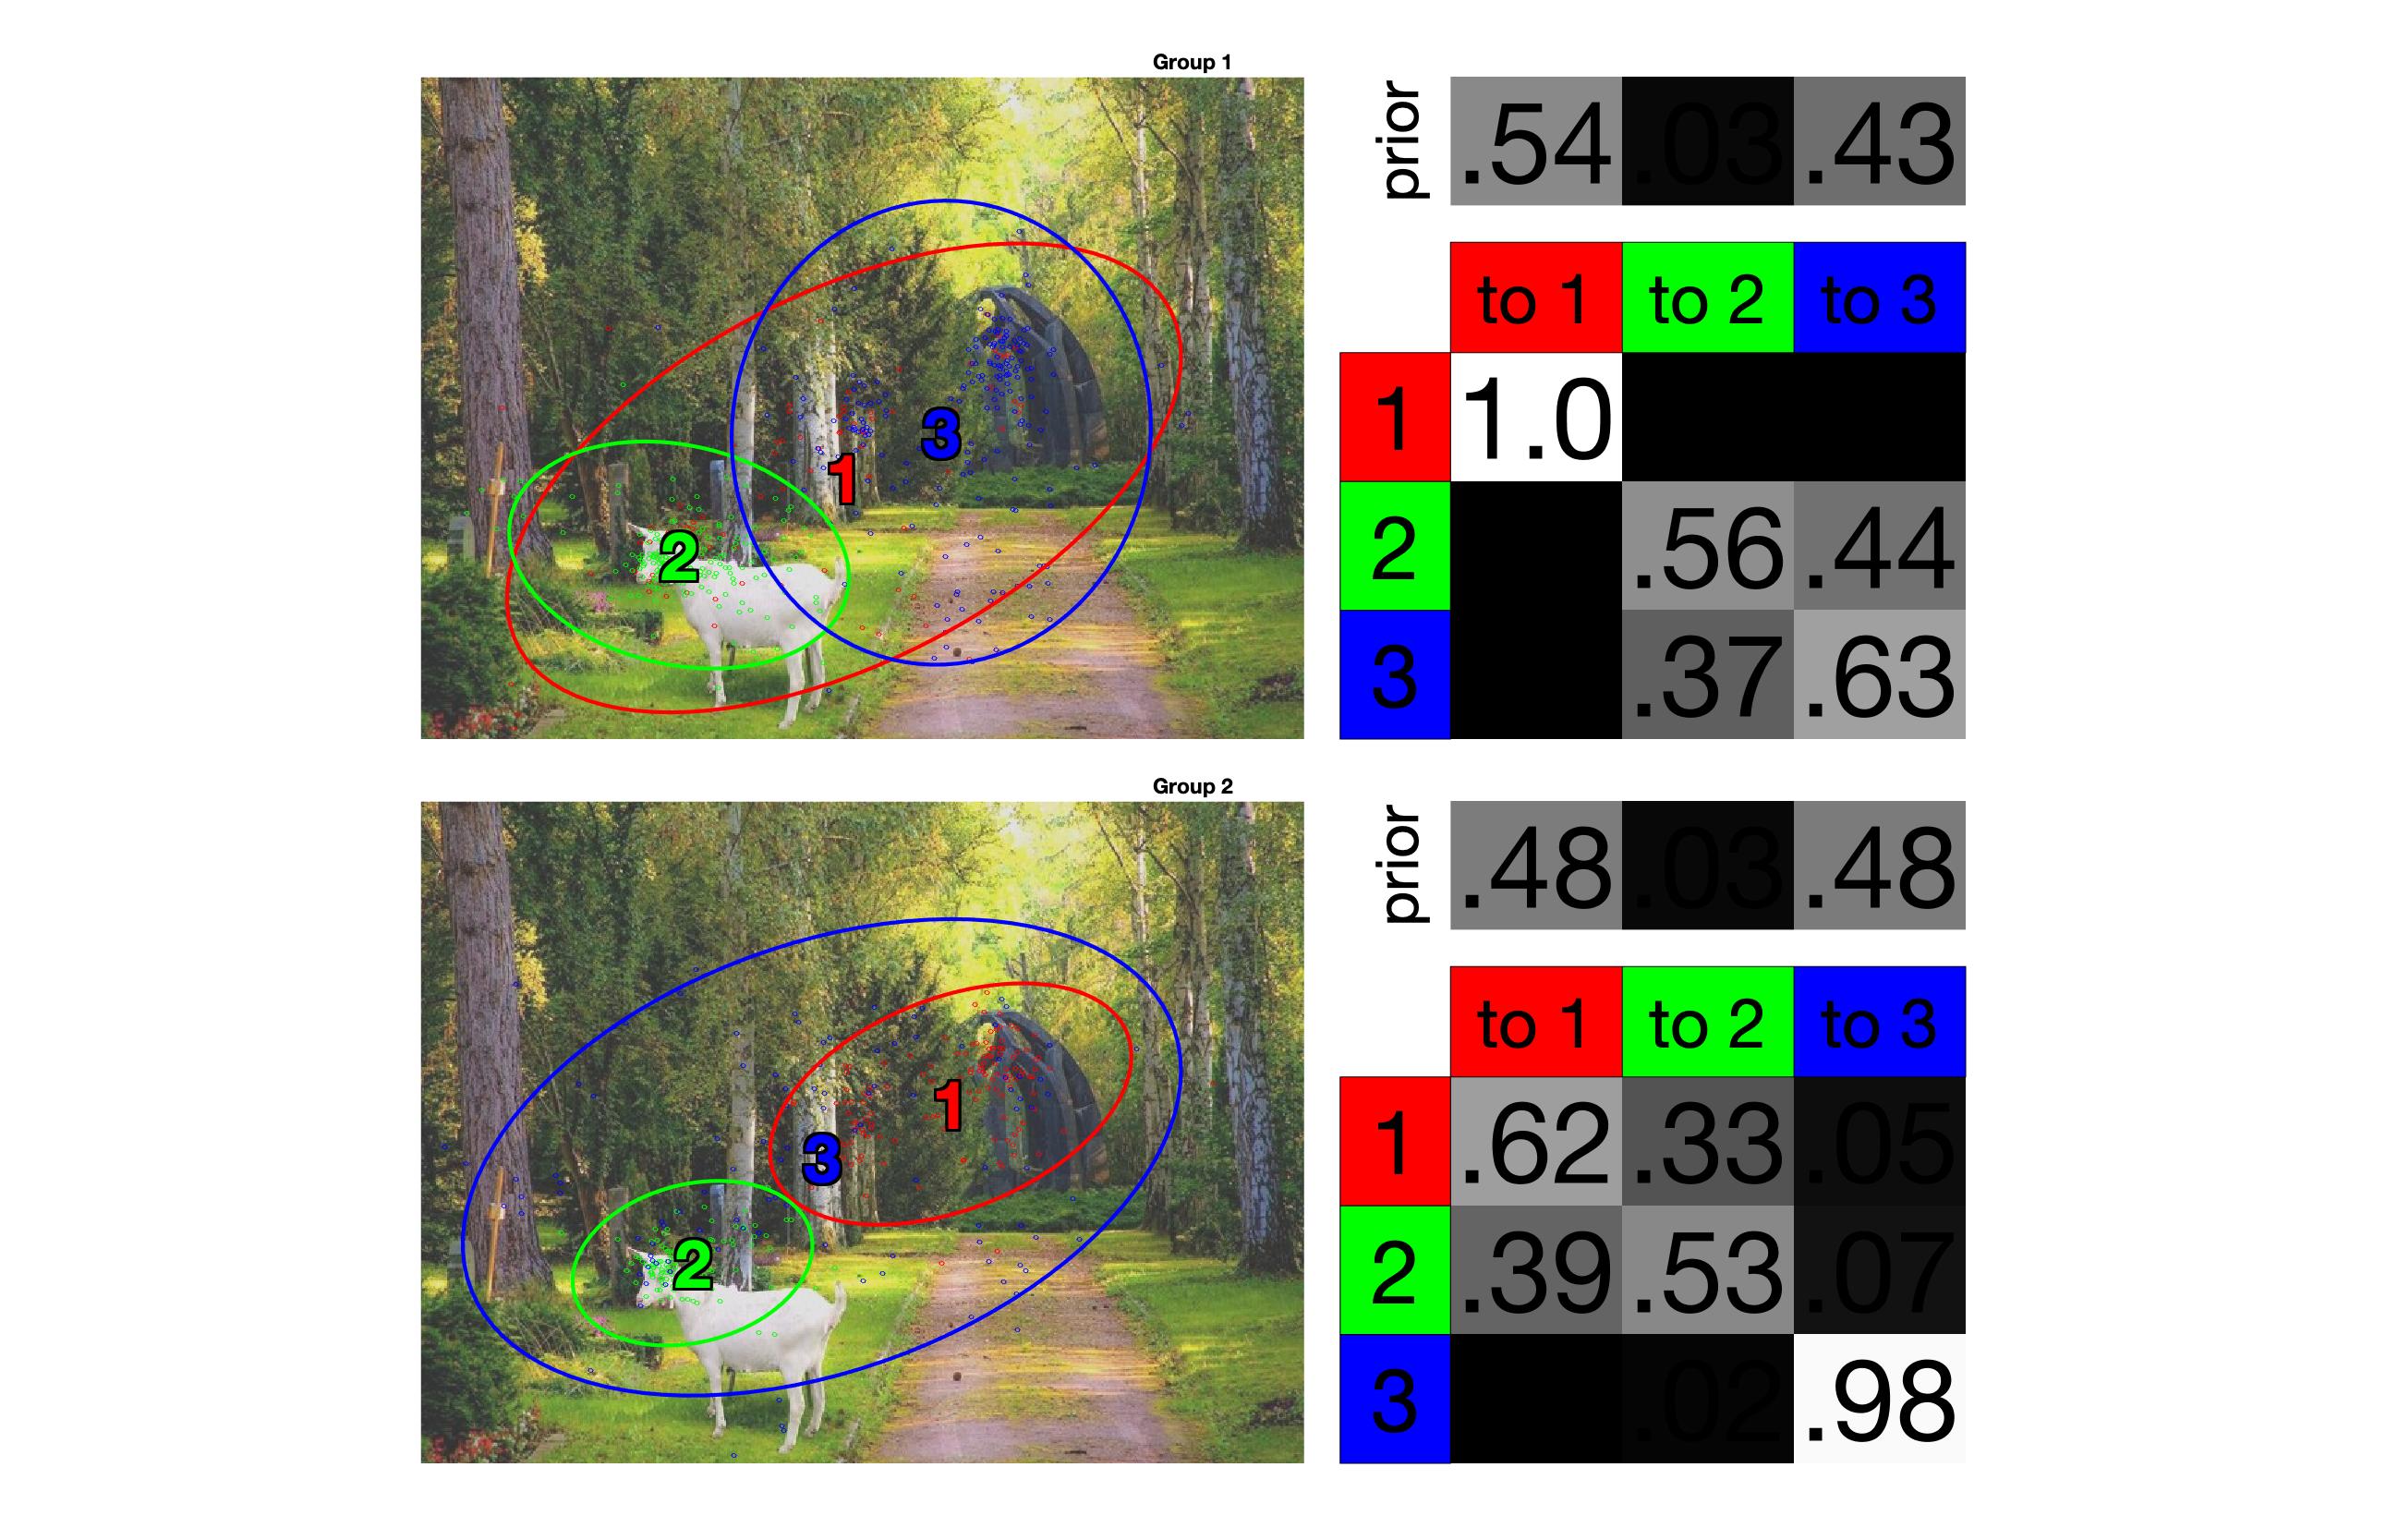 Group 1
1
2
3
prior
.54 .03 .43
to 1 to 2 to 3
1 1.0
2 .56 .44
3 .37 .63
Group 2
1
3
2
prior
.48 .03 .48
to 1 to 2 to 3
1 .62 .33 .05
2 .39 .53 .07
3 .02 .98